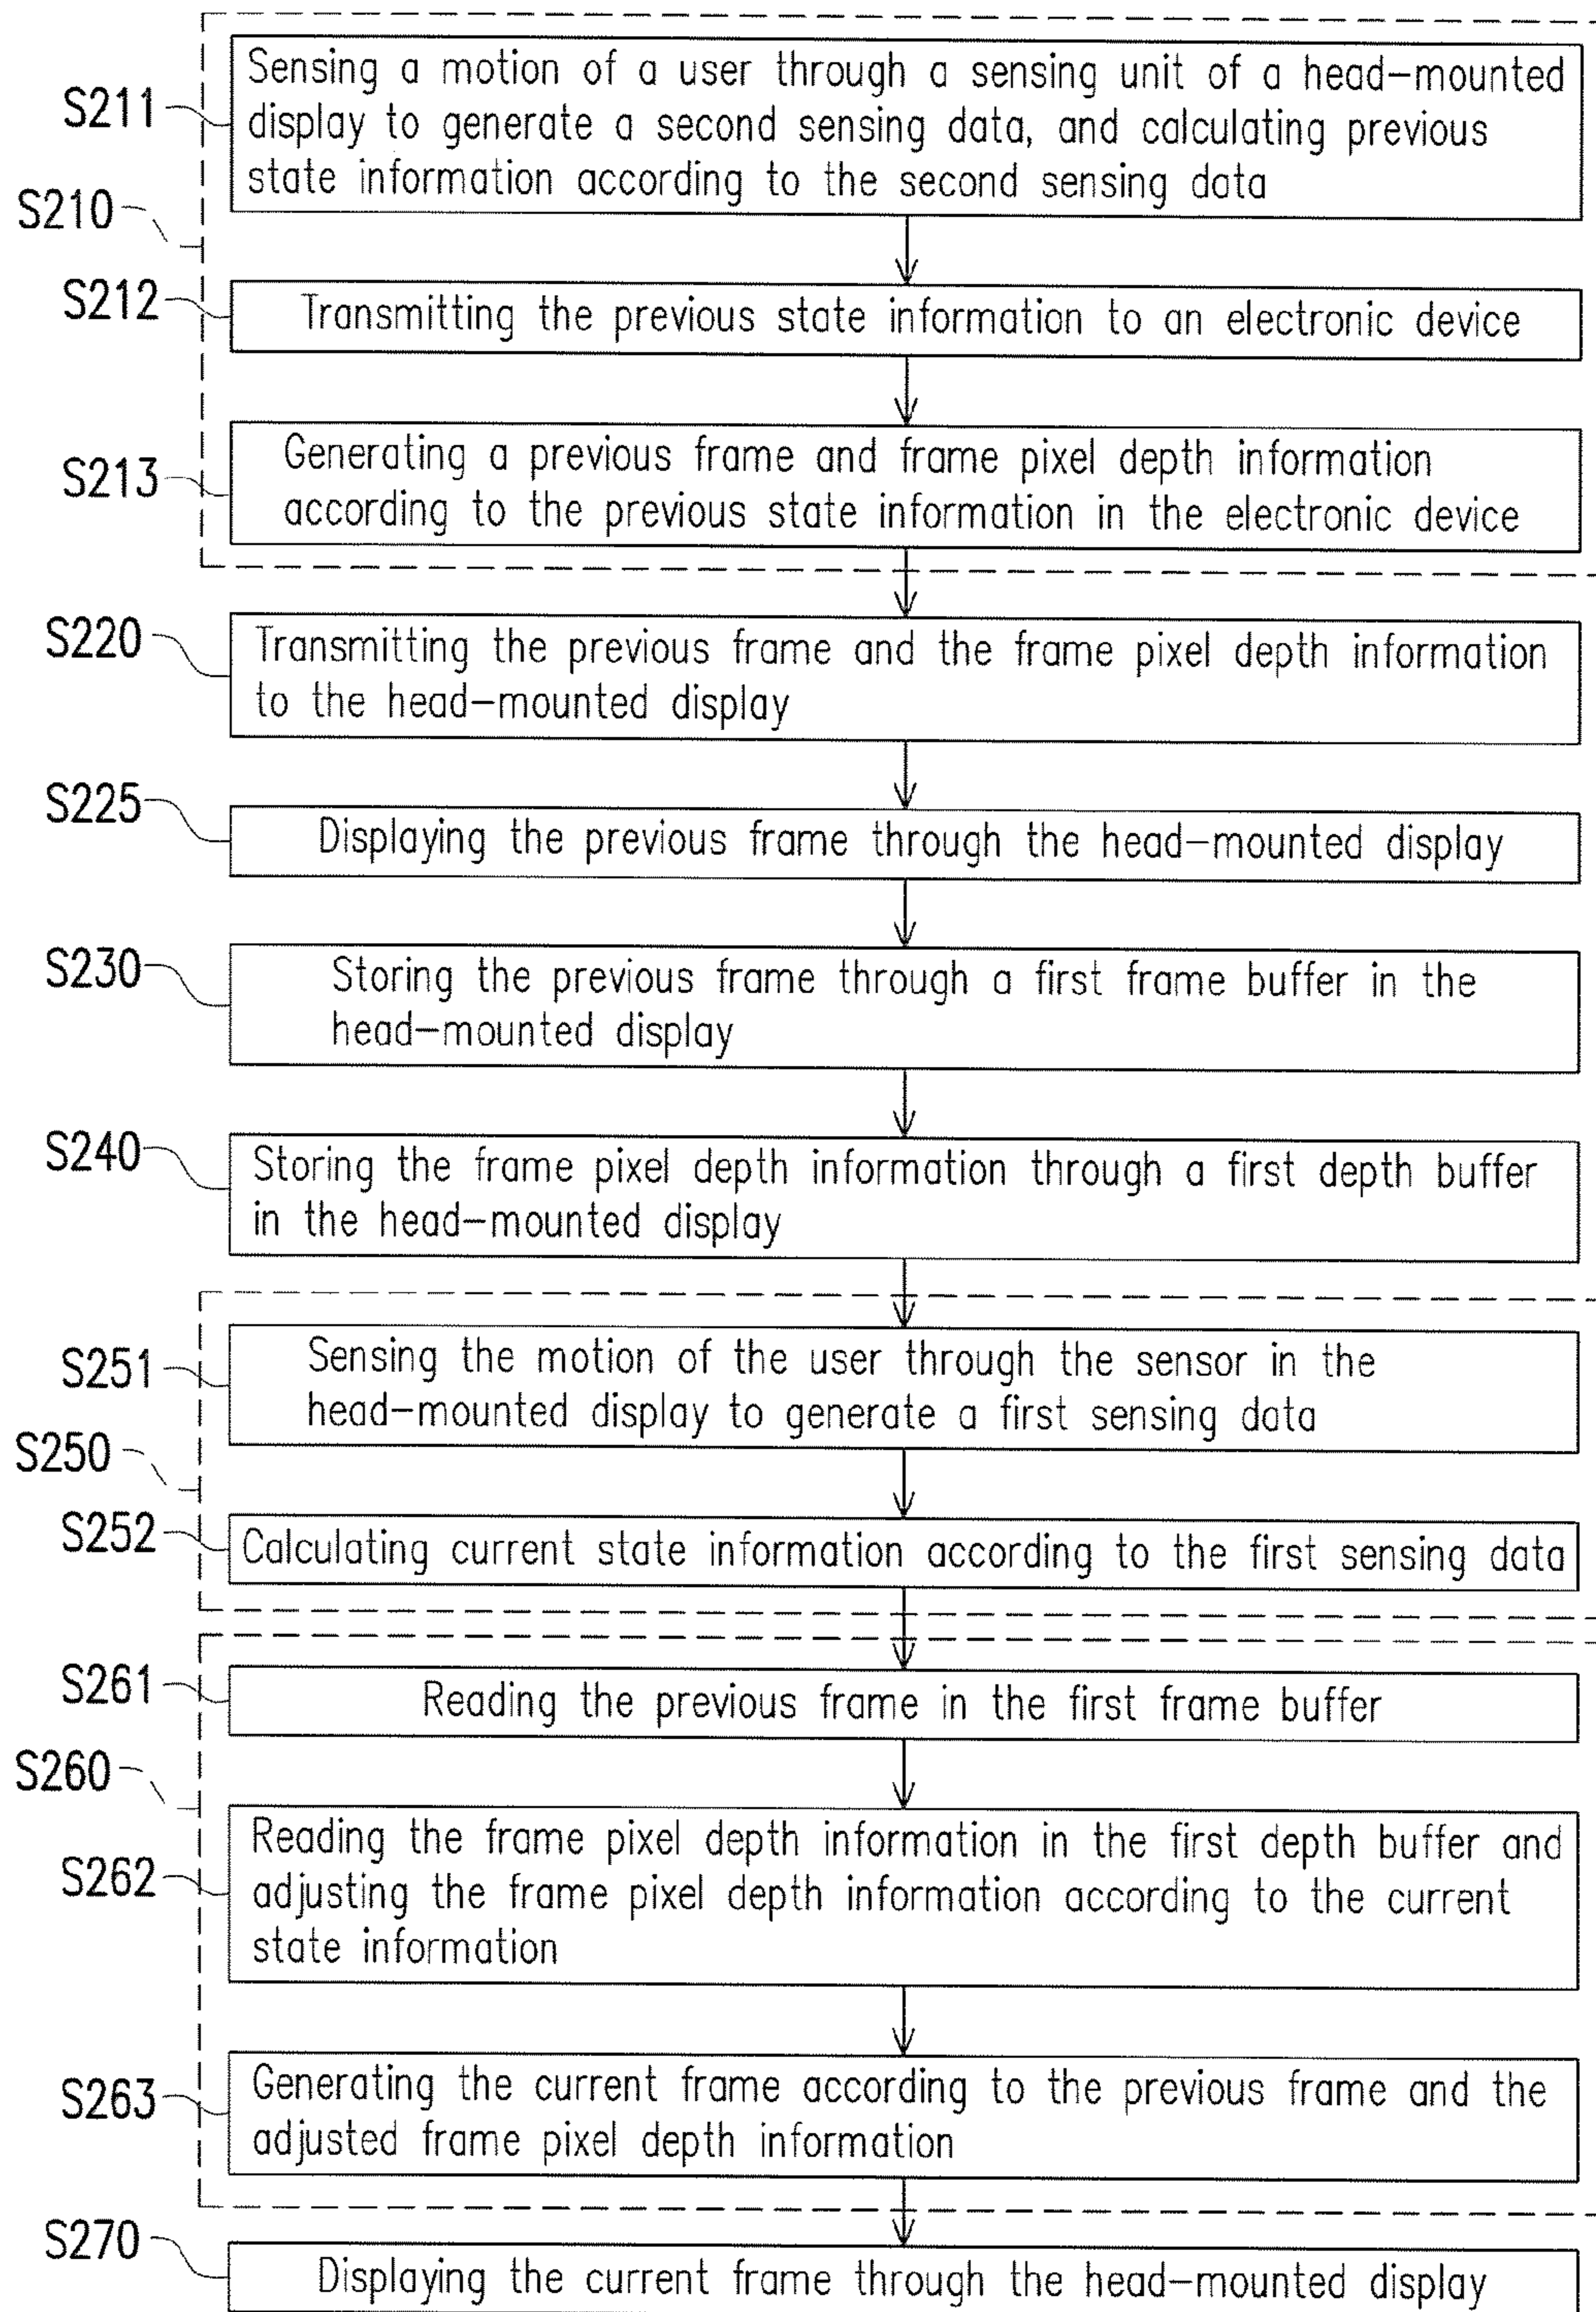 S211
Sensing a motion of a user through a sensing unit of a head-mounted
display to generate a second sensing data, and calculating previous
state information according to the second sensing data
S210
S212
Transmitting the previous state information to an electronic device
S213
Generating a previous frame and frame pixel depth information
according to the previous state information in the electronic device
S220
Transmitting the previous frame and the frame pixel depth information
to the head-mounted display
S225
Displaying the previous frame through the head-mounted display
S230
Storing the previous frame through a first frame buffer in the
head-mounted display
S240
Storing the frame pixel depth information through a first depth buffer
in the head-mounted display
S251
Sensing the motion of the user through the sensor in the
head-mounted display to generate a first sensing data
S250
S252
Calculating current state information according to the first sensing data
S261
Reading the previous frame in the first frame buffer
S260
S262
Reading the frame pixel depth information in the first depth buffer and
adjusting the frame pixel depth information according to the current
state information
S263
Generating the current frame according to the previous frame and the
adjusted frame pixel depth information
S270
Displaying the current frame through the head-mounted display